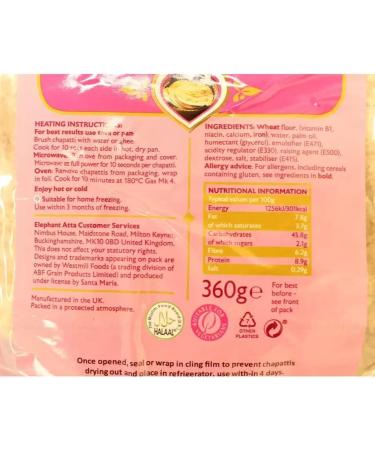 HEATING INSTRUCTIONS:
For best results use tava or pan:
Brush chapatti with water or ghee.
Cook for 10 secs each side in hot, dry pan.
Microwave: Remove from packaging and cover.
Microwave at full power for 10 seconds per chapatti.
Oven: Remove chapattis from packaging, wrap
in foil. Cook for 10 minutes at 180°C Gas Mk 4.
Enjoy hot or cold
Suitable for home freezing.
Use within 3 months of freezing.
Elephant Atta Customer Services
Nimbus House, Maidstone Road, Milton Keynes,
Buckinghamshire, MK10 0BD United Kingdom.
This does not affect your statutory rights.
Designs and trademarks appearing on pack are
owned by Westmill Foods (a trading division of
ABF Grain Products Limited) and produced
under license by Santa Maria.
Manufactured in the UK.
Packed in a protected atmosphere.
INGREDIENTS: Wheat flour, (vitamin B1,
niacin, calcium, iron), water, palm oil,
humectant (glycerol), emulsifier (E471),
acidity regulator (E330), raising agent (E500),
dextrose, salt, stabiliser (E415).
Allergy advice: For allergens, including cereals
containing gluten, see ingredients in bold.
NUTRITIONAL INFORMATION
Typical values per 100g
Energy 1256kJ/301kcal
Fat 7.8g
of which saturates 3.7g
Carbohydrates 45.8g
of which sugars 2.1g
Fibre 6.2g
Protein 8.9g
Salt 0.29g
360g e
For best
before -
see front
of pack
HALAAL
SUITABLE FOR
VEGETARIANS
7
OTHER
PLASTICS
Once opened, seal or wrap in cling film to prevent chapattis
drying out and place in refrigerator, use with-in 4 days.